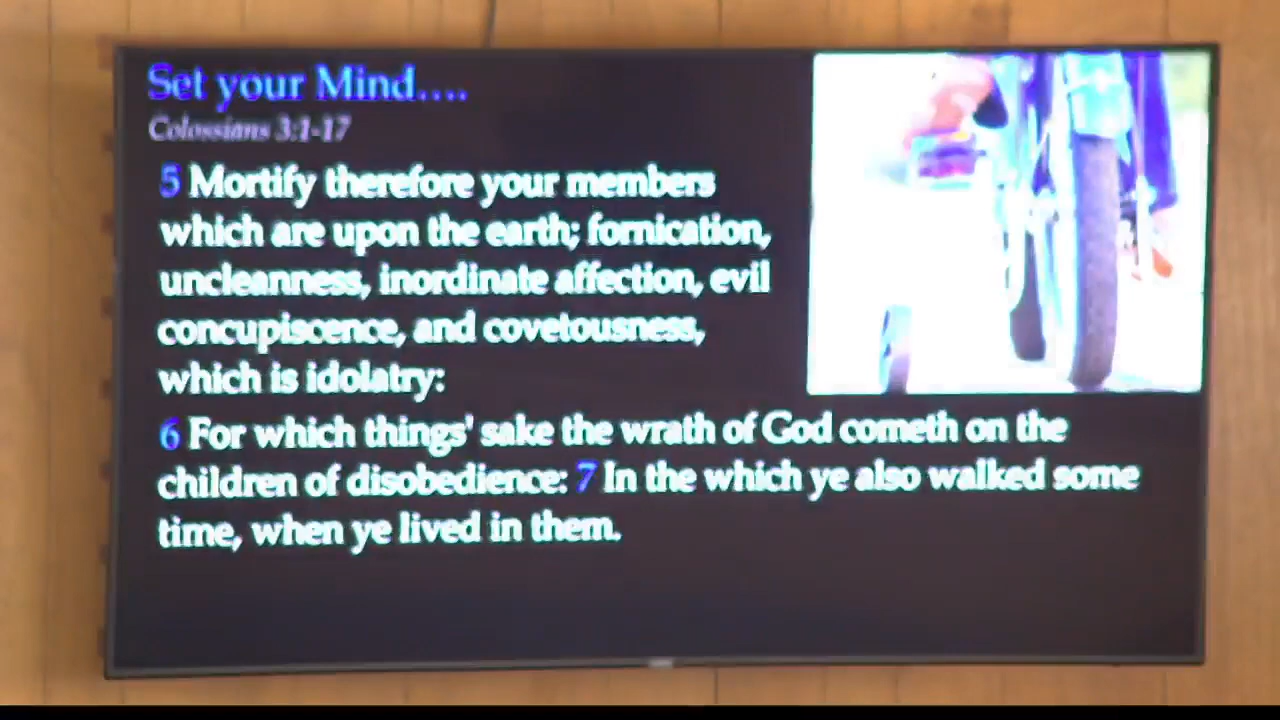 Set your Mind....
Colossians 3:1-17
5 Mortify therefore your members
which are upon the earth; fornication,
uncleanness, inordinate affection, evil
concupiscence, and covetousness,
which is idolatry:
6 For which things' sake the wrath of God cometh on the
children of disobedience: 7 In the which ye also walked some
time, when ye lived in them.